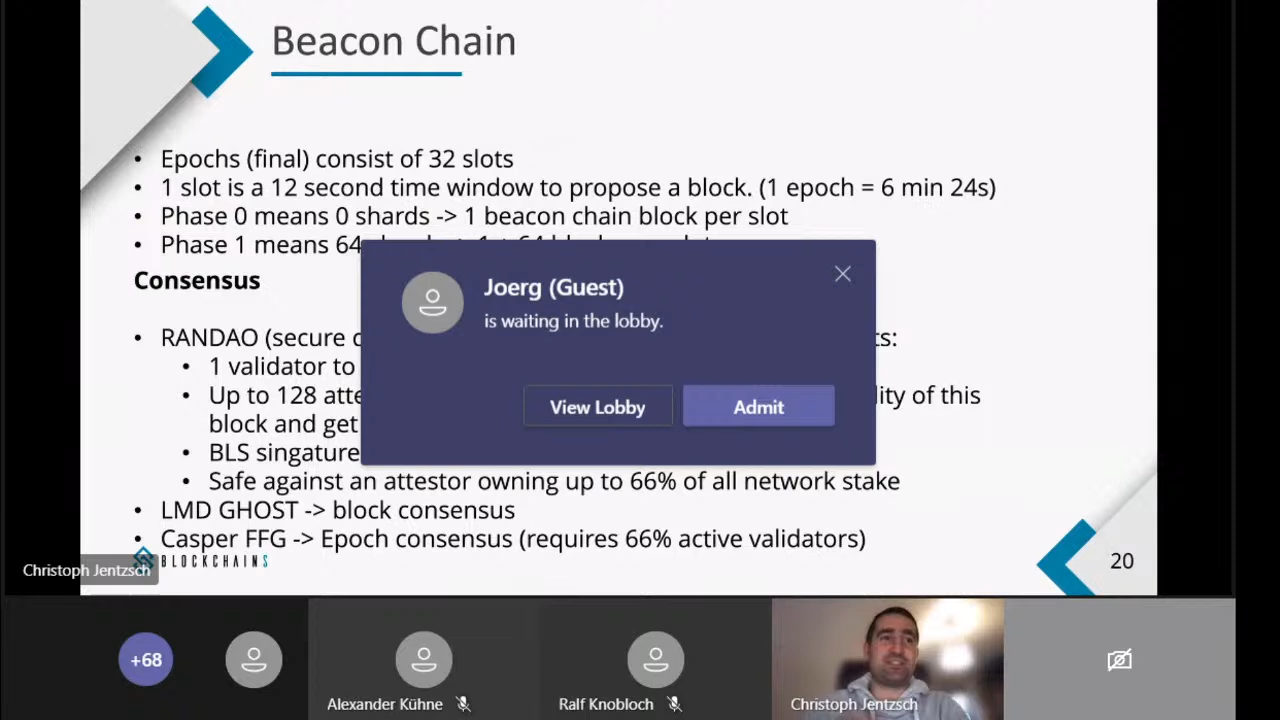 Beacon Chain
• Epochs (final) consist of 32 slots
• 1 slot is a 12 second time window to propose a block. (1 epoch = 6 min 24s)
• Phase 0 means 0 shards -> 1 beacon chain block per slot
• Phase 1 means 64
Consensus
• RANDAO (secure
ts:
• 1 validator to
• Up to 128 atte
lity of this
block and get
• BLS singature
• Safe against an attestor owning up to 66% of all network stake
• LMD GHOST -> block consensus
• Casper FFG -> Epoch consensus (requires 66% active validators)
Joerg (Guest)
is waiting in the lobby.
View Lobby
Admit
BLOCKCHAINS
20
Christoph Jentzsch
+68
Alexander Kühne
Ralf Knobloch
Christoph Jentzsch